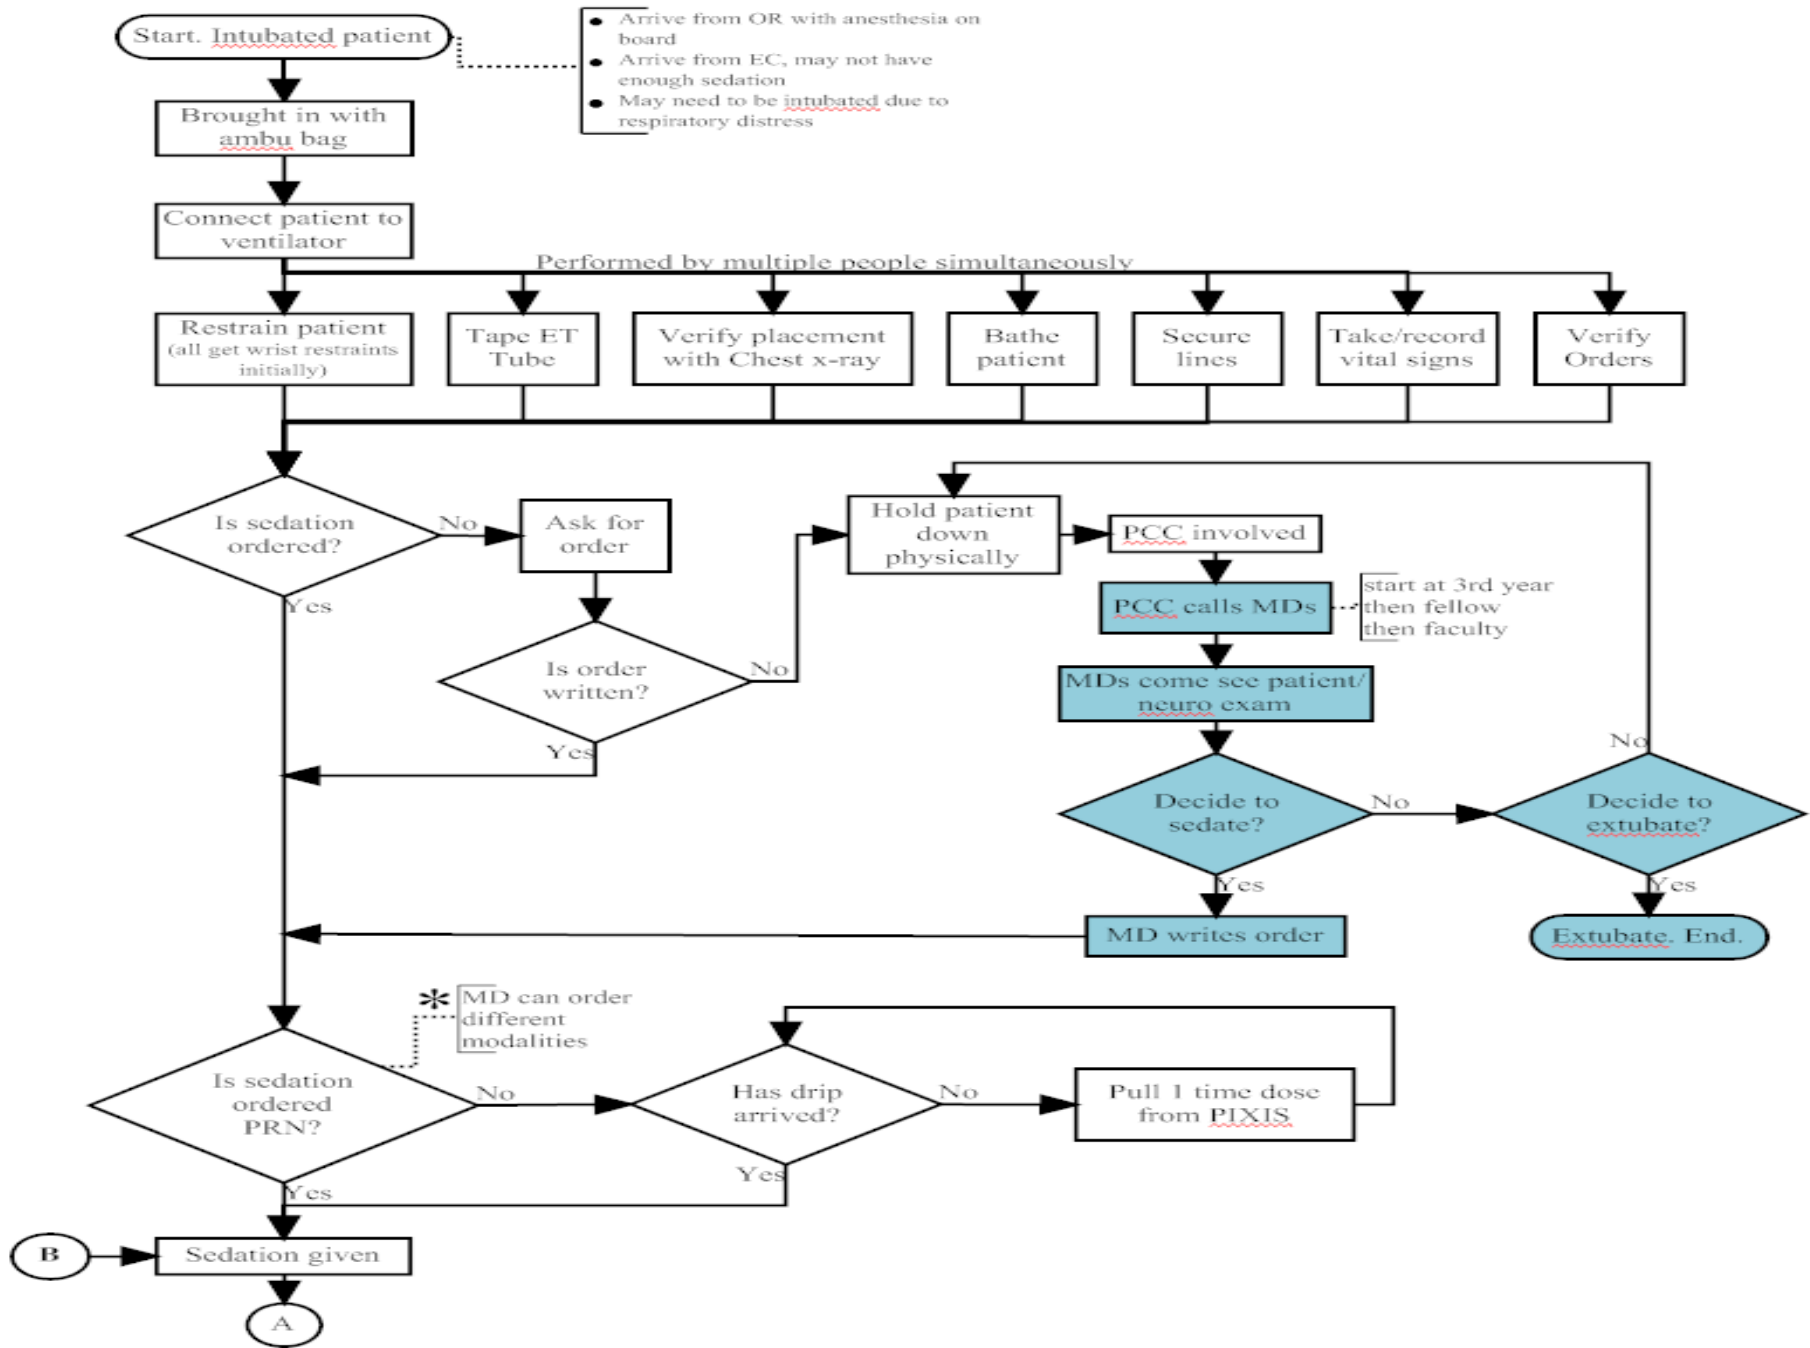 Start. Intubated patient
Arrive from OR with anesthesia on
board
Arrive from EC, may not have
enough sedation
May need to be intubated due to
respiratory distress
Brought in with
ambu bag
Connect patient to
ventilator
Performed by multiple people simultaneously
Restrain patient
(all get wrist restraints
initially)
Tape ET
Tube
Verify placement
with Chest x-ray
Bathe
patient
Secure
lines
Take/record
vital signs
Verify
Orders
Is sedation
ordered?
No
Yes
Ask for
order
Is order
written?
No
Yes
Hold patient
down
physically
PCC involved
PCC calls MDs
start at 3rd year
then fellow
then faculty
MDs come see patient/
neuro exam
Decide to
sedate?
No
Yes
Decide to
extubate?
No
Yes
MD writes order
Extubate. End.
* MD can order
different
modalities
Is sedation
ordered
PRN?
No
Yes
Has drip
arrived?
No
Yes
Pull 1 time dose
from PIXIS
B
Sedation given
A